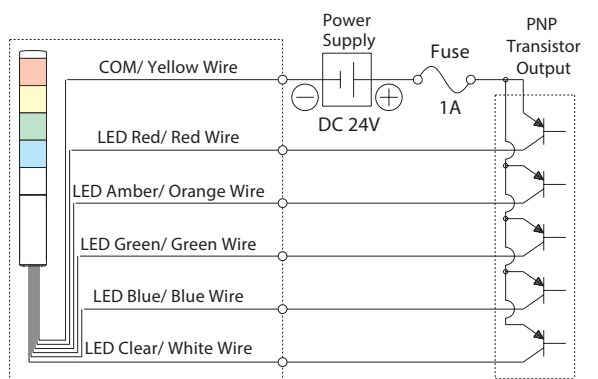 Power
Supply
PNP
Transistor
Output
Fuse
COM/ Yellow Wire
DC 24V
1A
LED Red/ Red Wire
LED Amber/ Orange Wire
LED Green/ Green Wire
LED Blue/ Blue Wire
LED Clear/ White Wire